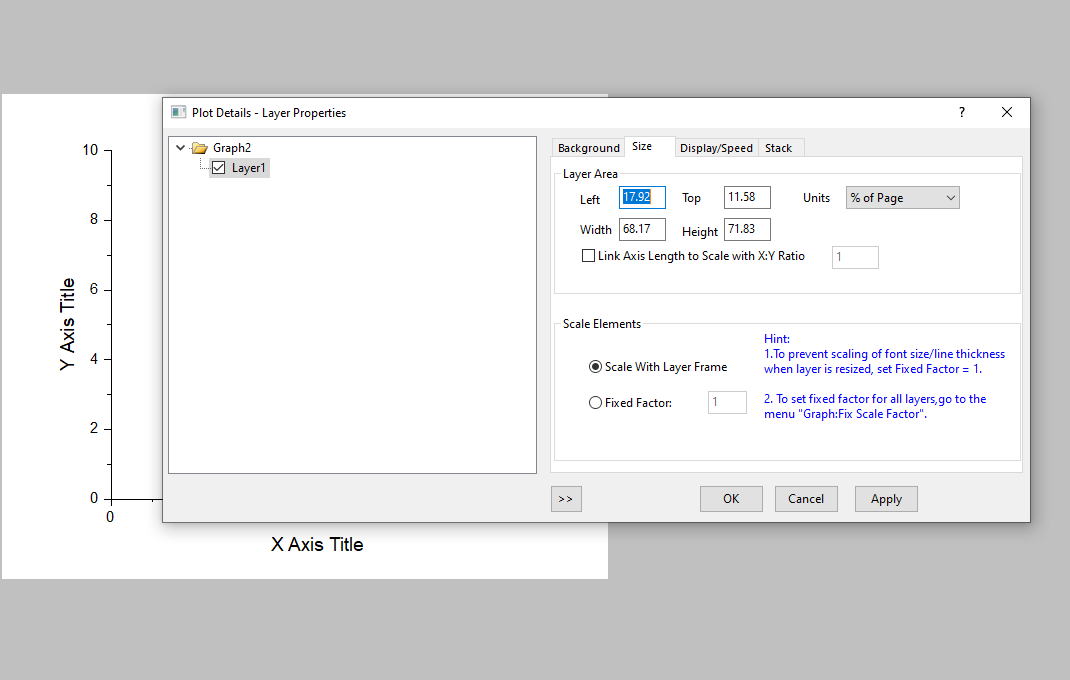 Plot Details - Layer Properties
?
Graph2
Layer1
Background
Size
Display/Speed
Stack
Layer Area
Left
17.92
Top
11.58
Units
% of Page
Width
68.17
Height
71.83
Link Axis Length to Scale with X:Y Ratio
1
Scale Elements
Scale With Layer Frame
Fixed Factor:
1
Hint:
1.To prevent scaling of font size/line thickness
when layer is resized, set Fixed Factor = 1.
2. To set fixed factor for all layers,go to the
menu "Graph:Fix Scale Factor".
>>
OK
Cancel
Apply
10
8
6
4
2
0
0
Y Axis Title
X Axis Title